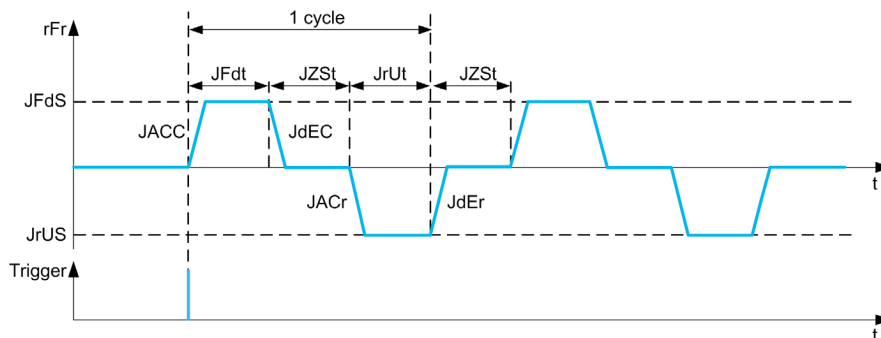 1 cycle
rFr
JFdt JZSt JrUt JZSt
JFdS
JACC JdEC
t
JACr JdEr
JrUS
Trigger
t